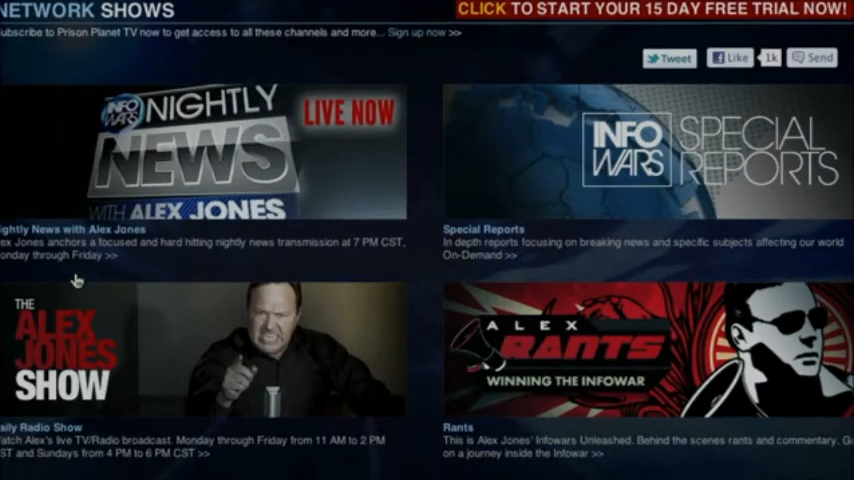 NETWORK SHOWS
CLICK TO START YOUR 15 DAY FREE TRIAL NOW!
ubscribe to Prison Planet TV now to get access to all these channels and more... Sign up now >>
Tweet
Like
1k
Send
INFO WARS NIGHTLY
NEWS
WITH ALEX JONES
LIVE NOW
INFO
WARS
SPECIAL
REPORTS
ightly News with Alex Jones
ex Jones anchors a focused and hard hitting nightly news transmission at 7 PM CST,
onday through Friday >>
Special Reports
In depth reports focusing on breaking news and specific subjects affecting our world
On-Demand >>
THE
ALEX
JONES
SHOW
ALEX
RANTS
WINNING THE INFOWAR
aily Radio Show
atch Alex's live TV/Radio broadcast. Monday through Friday from 11 AM to 2 PM
ST and Sundays from 4 PM to 6 PM CST >>
Rants
This is Alex Jones' Infowars Unleashed. Behind the scenes rants and commentary. Go
on a journey inside the Infowar >>